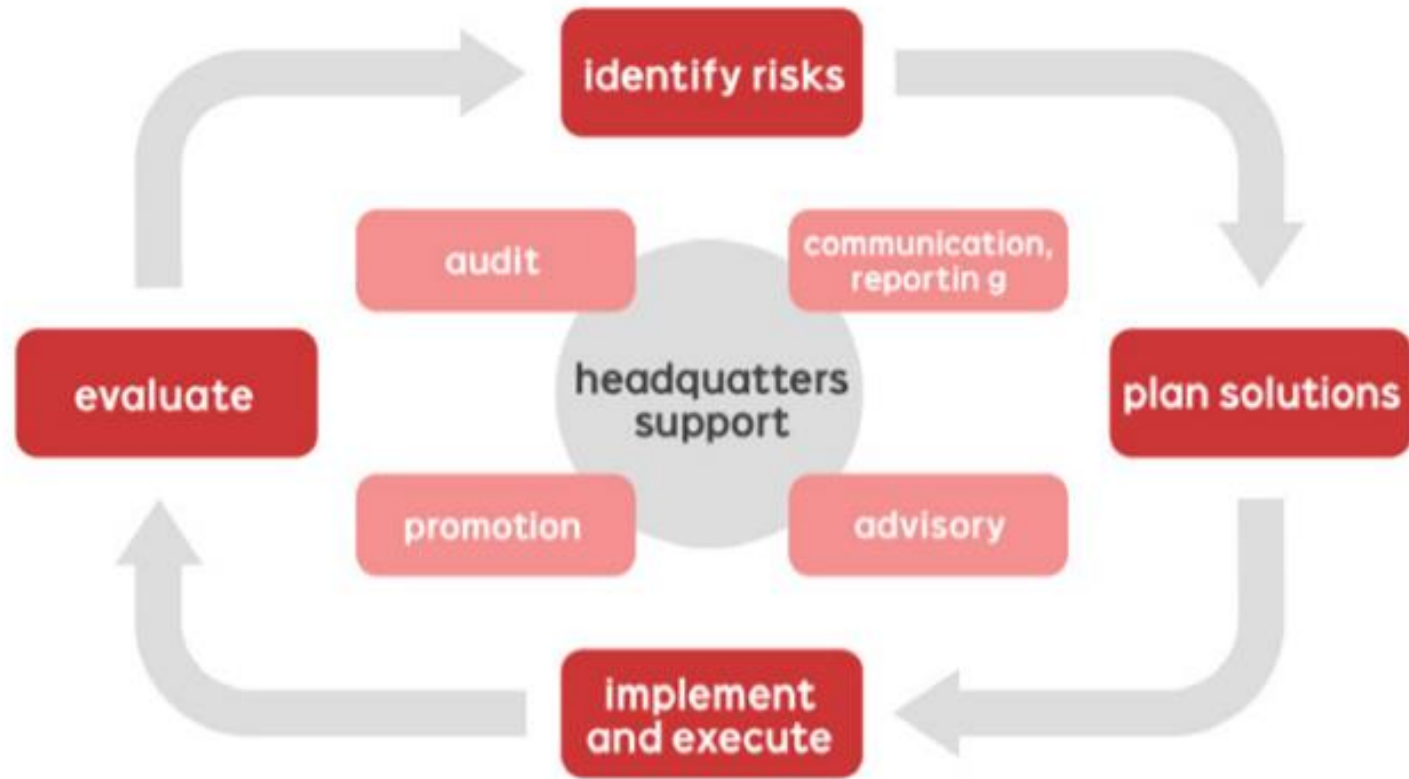 identify risks
audit
communication,
reportin g
evaluate
headquatters
support
plan solutions
promotion
advisory
implement
and execute